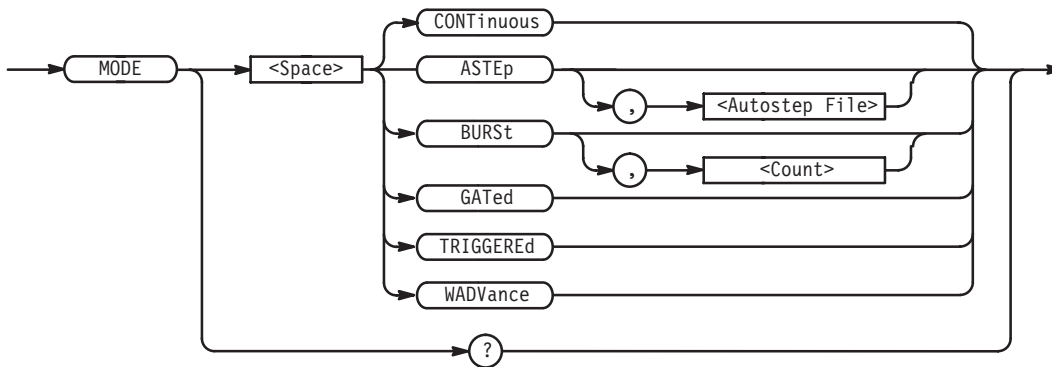 CONTinuous
MODE <Space> ASTEp
, <Autostep File>
BURSt
, <Count>
GATed
TRIGGEREd
WADVance
?